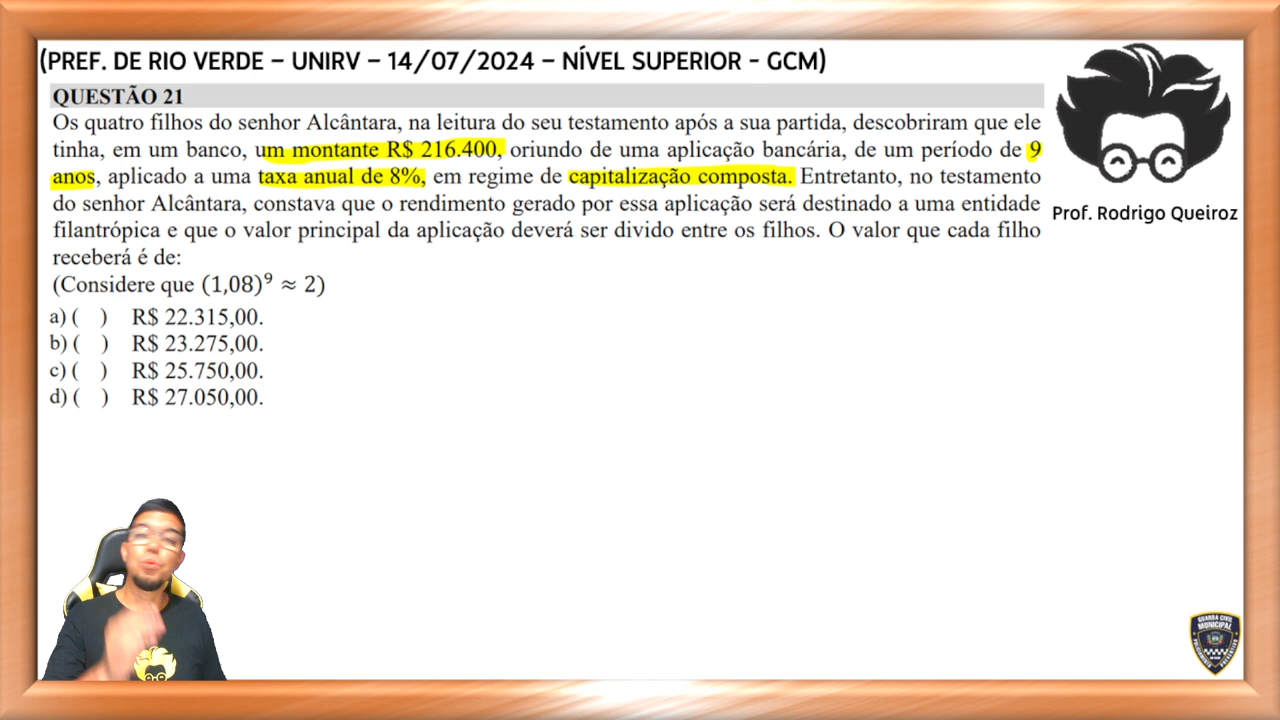 (PREF. DE RIO VERDE – UNIRV – 14/07/2024 – NÍVEL SUPERIOR - GCM)
QUESTÃO 21
Os quatro filhos do senhor Alcântara, na leitura do seu testamento após a sua partida, descobriram que ele
tinha, em um banco, um montante R$ 216.400, oriundo de uma aplicação bancária, de um período de 9
anos, aplicado a uma taxa anual de 8%, em regime de capitalização composta. Entretanto, no testamento
do senhor Alcântara, constava que o rendimento gerado por essa aplicação será destinado a uma entidade
filantrópica e que o valor principal da aplicação deverá ser divido entre os filhos. O valor que cada filho
receberá é de:
(Considere que (1,08)⁹ ≈ 2)
a) ( ) R$ 22.315,00.
b) ( ) R$ 23.275,00.
c) ( ) R$ 25.750,00.
d) ( ) R$ 27.050,00.
Prof. Rodrigo Queiroz
GUARDA CIVIL
MUNICIPAL